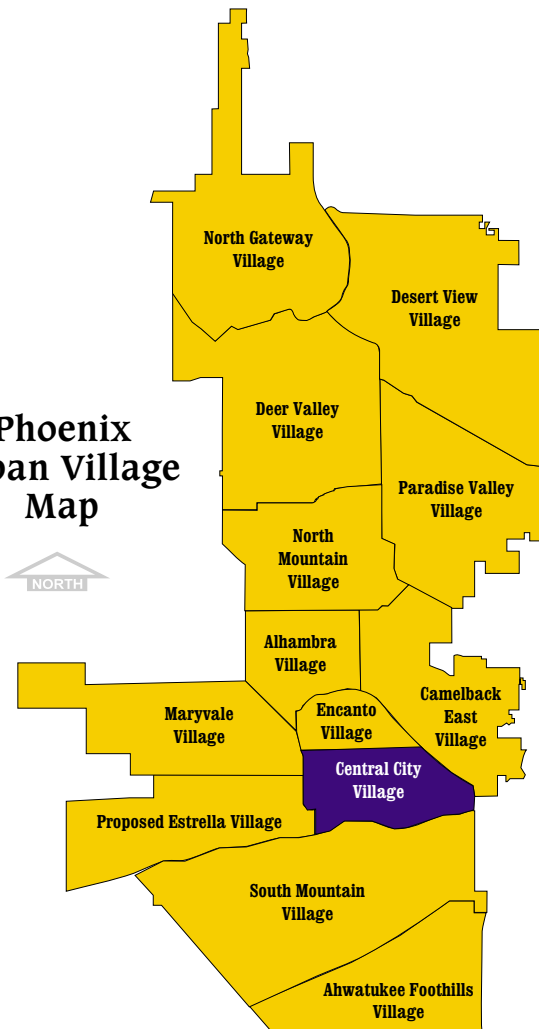 Phoenix
ban Village
Map
NORTH
North Gateway
Village
Desert View
Village
Deer Valley
Village
Paradise Valley
Village
North
Mountain
Village
Alhambra
Village
Camelback
East
Village
Maryvale
Village
Encanto
Village
Central City
Village
Proposed Estrella Village
South Mountain
Village
Ahwatukee Foothills
Village